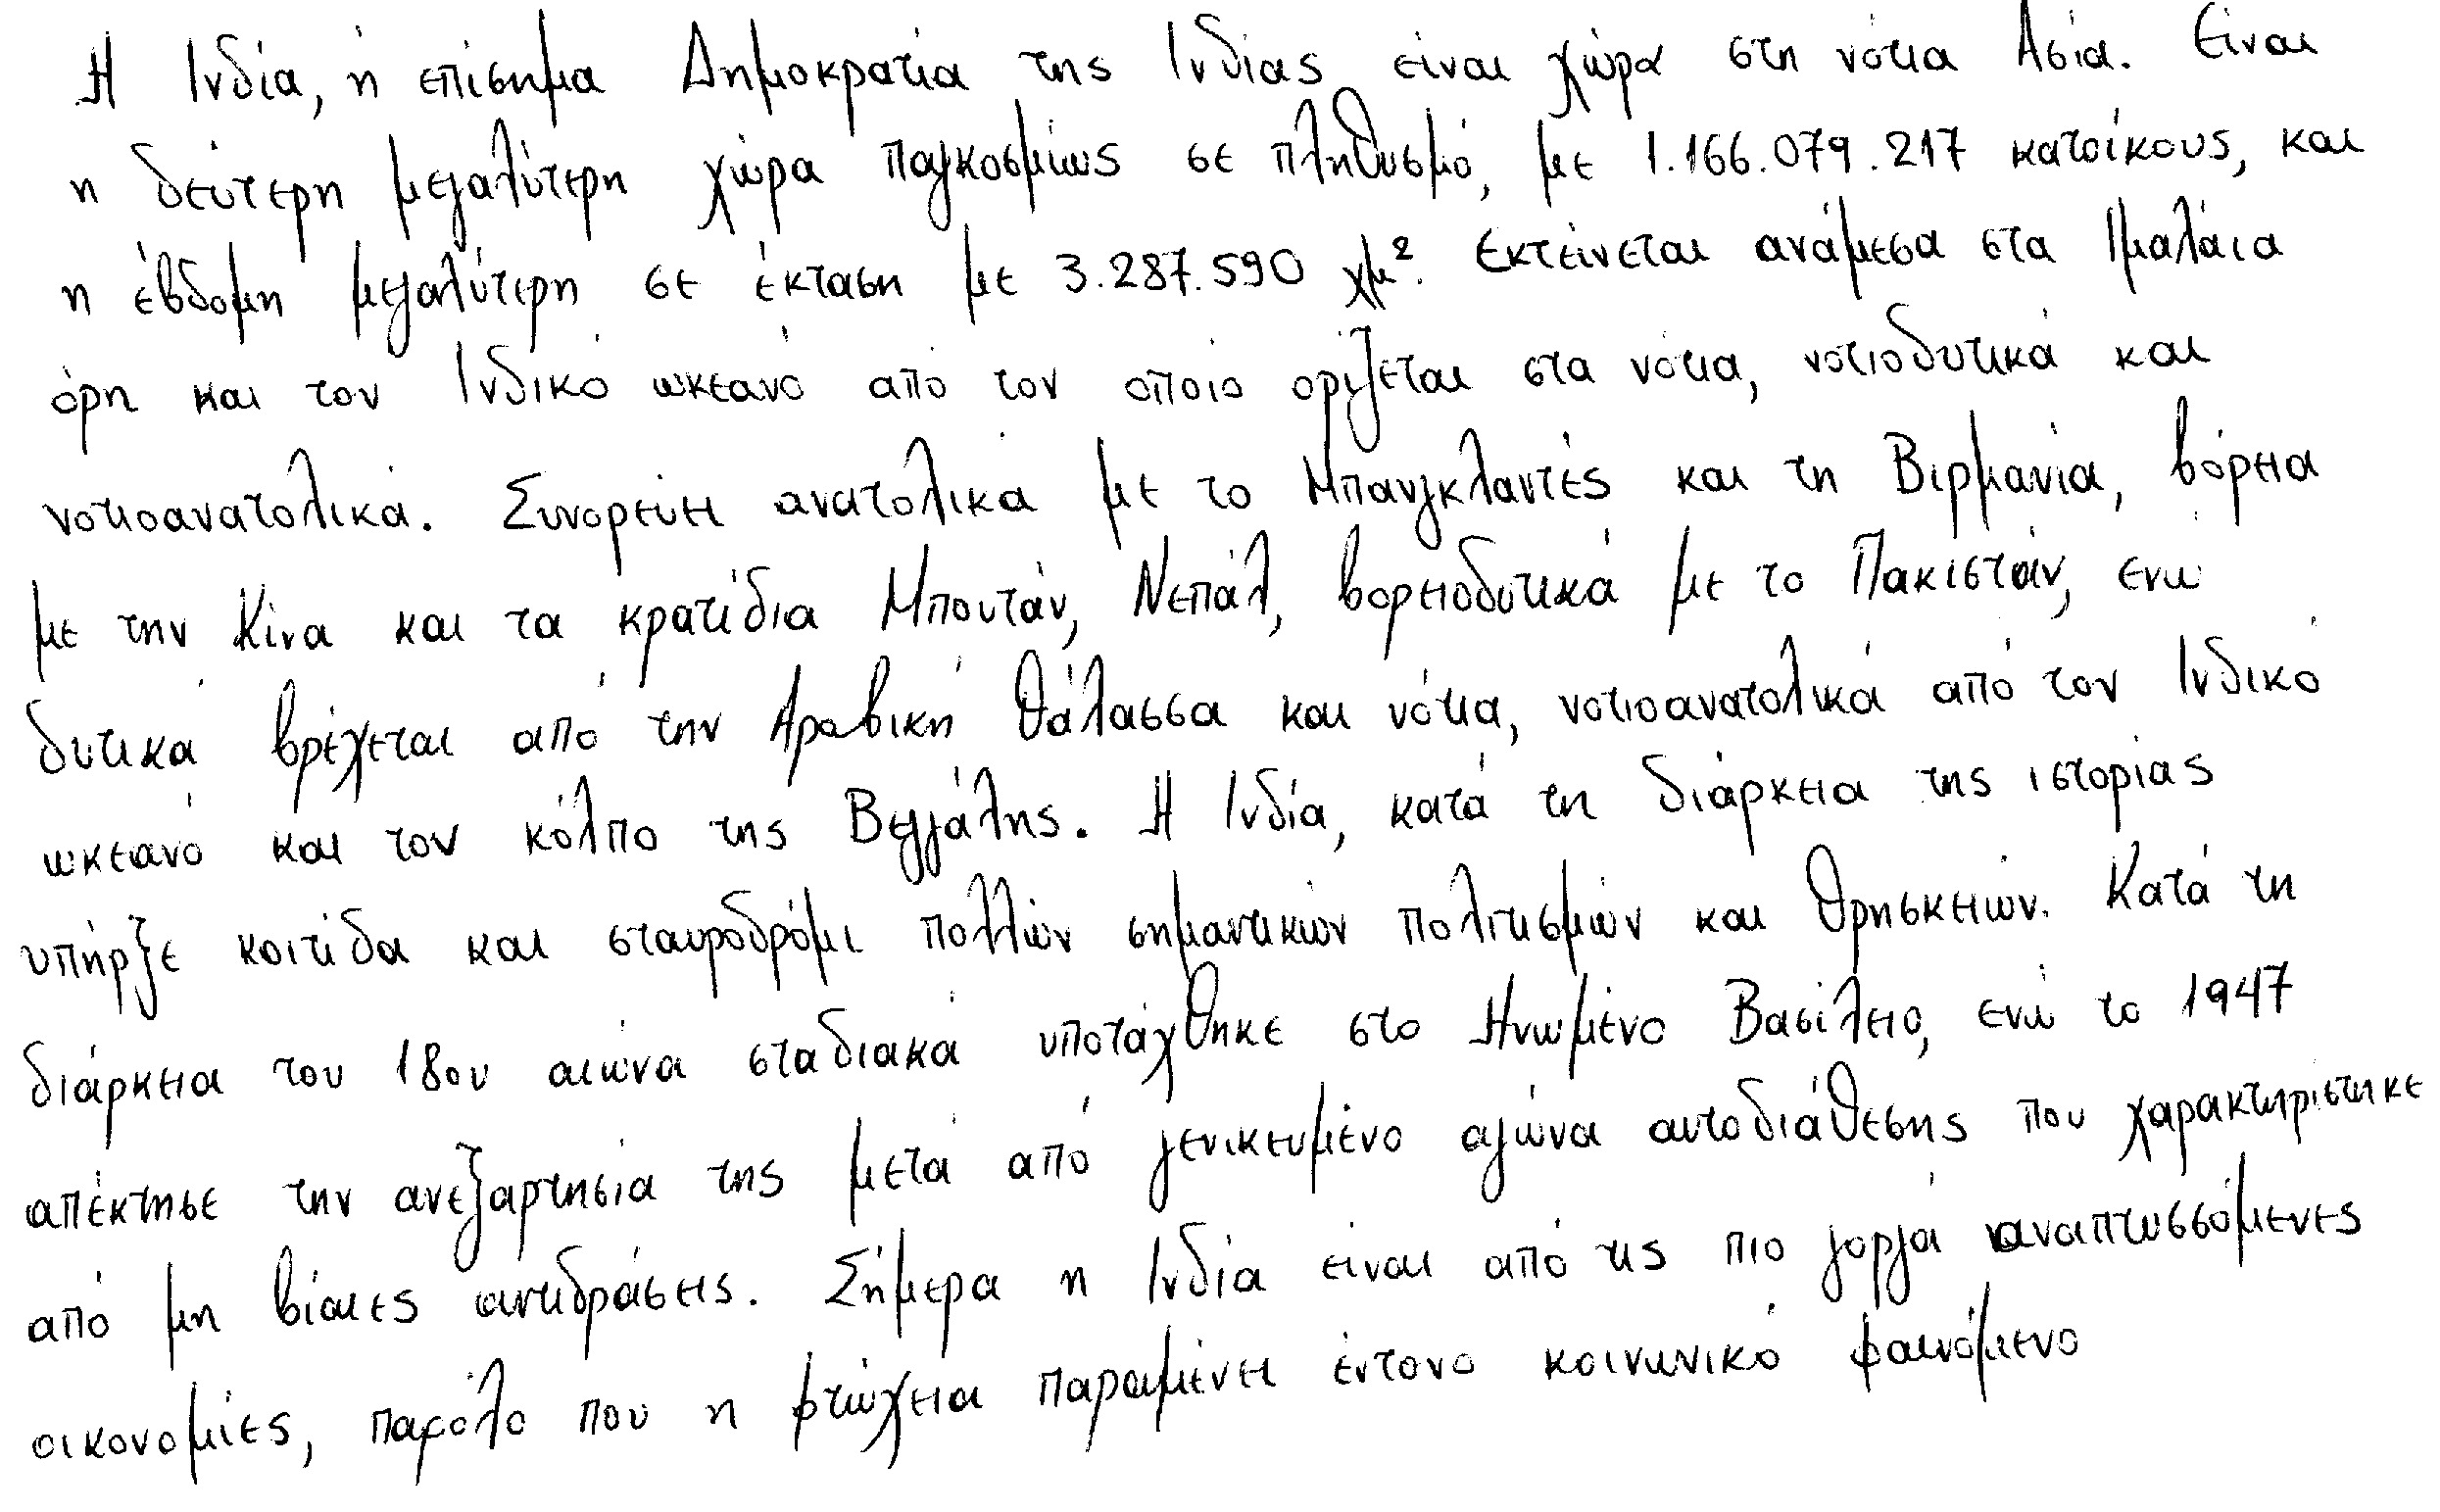 Η Ινδία, ή επίσημα Δημοκρατία της Ινδίας είναι χώρα στη νότια Ασία. Είναι
η δεύτερη μεγαλύτερη χώρα παγκοσμίως σε πληθυσμό, με 1.166.079.217 κατοίκους, και
η έβδομη μεγαλύτερη σε έκταση με 3.287.590 χμ². Εκτείνεται ανάμεσα στα Ιμαλάια
όρη και τον Ινδικό ωκεανό από τον οποίο ορίζεται στα νότια, νοτιοδυτικά και
νοτιοανατολικά. Συνορεύει ανατολικά με το Μπανγκλαντές και τη Βιρμανία, βόρεια
με την Κίνα και τα κρατίδια Μπουτάν, Νεπάλ, βορειοδυτικά με το Πακιστάν, ενώ
δυτικά βρέχεται από την Αραβική θάλασσα και νότια, νοτιοανατολικά από τον Ινδικό
ωκεανό και τον κόλπο της Βεγγάλης. Η Ινδία, κατά τη διάρκεια της ιστορίας
υπήρξε κοιτίδα και σταυροδρόμι πολλών σημαντικών πολιτισμών και θρησκειών. Κατά τη
διάρκεια του 18ου αιώνα σταδιακά υποτάχθηκε στο Ηνωμένο Βασίλειο, ενώ το 1947
απέκτησε την ανεξαρτησία της μετά από γενικευμένο αγώνα αυτοδιάθεσης που χαρακτηρίστηκε
από μη βίαιες αντιδράσεις. Σήμερα η Ινδία είναι από τις πιο γοργά αναπτυσσόμενες
οικονομίες, παρόλο που η φτώχεια παραμένει έντονο κοινωνικό φαινόμενο